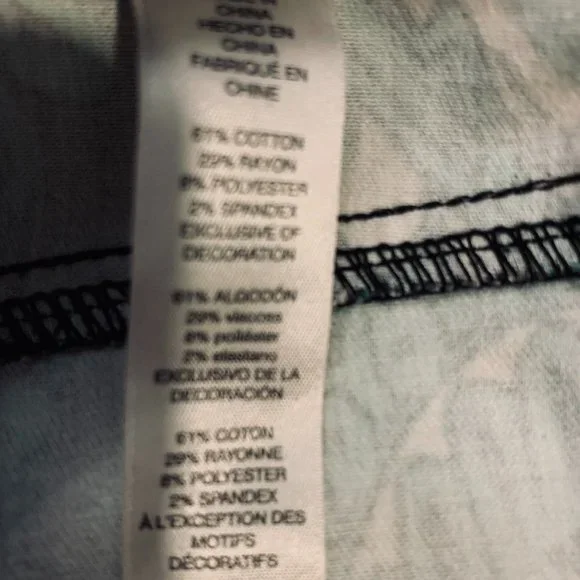 IN
CHINA
HECHO EN
CHINA
FABRIQUÉ EN
CHINE
61% COTTON
29% RAYON
8% POLYESTER
2% SPANDEX
EXCLUSIVE OF
DECORATION
61% ALGODÓN
29% viscosa
8% poliéster
2% elastano
EXCLUSIVO DE LA
DECORACIÓN
61% COTON
29% RAYONNE
8% POLYESTER
2% SPANDEX
À L'EXCEPTION DES
MOTIFS
DÉCORATIFS